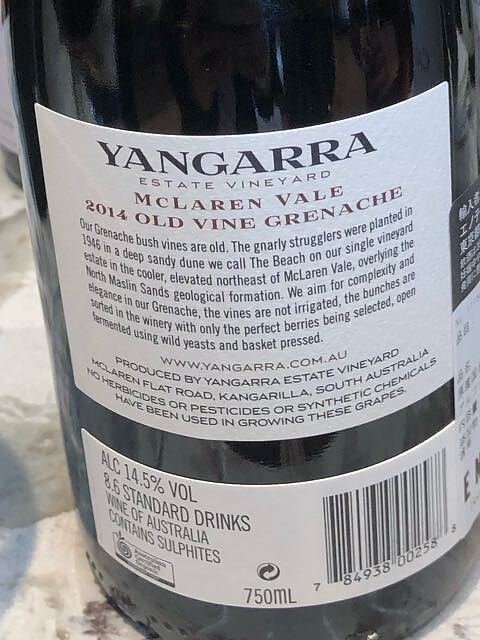 YANGARRA
ESTATE VINEYARD
MCLAREN VALE
2014 OLD VINE GRENACHE
Our Grenache bush vines are old. The gnarly strugglers were planted in
1946 in a deep sandy dune we call The Beach on our single vineyard
estate in the cooler, elevated northeast of McLaren Vale, overlying the
North Maslin Sands geological formation. We aim for complexity and
elegance in our Grenache, the vines are not irrigated, the bunches are
sorted in the winery with only the perfect berries being selected, open
fermented using wild yeasts and basket pressed.
WWW.YANGARRA.COM.AU
PRODUCED BY YANGARRA ESTATE VINEYARD
MCLAREN FLAT ROAD, KANGARILLA, SOUTH AUSTRALIA
NO HERBICIDES OR PESTICIDES OR SYNTHETIC CHEMICALS
HAVE BEEN USED IN GROWING THESE GRAPES.
ALC 14.5% VOL
8.6 STANDARD DRINKS
WINE OF AUSTRALIA
CONTAINS SULPHITES
750ML
7 84938 00258 8